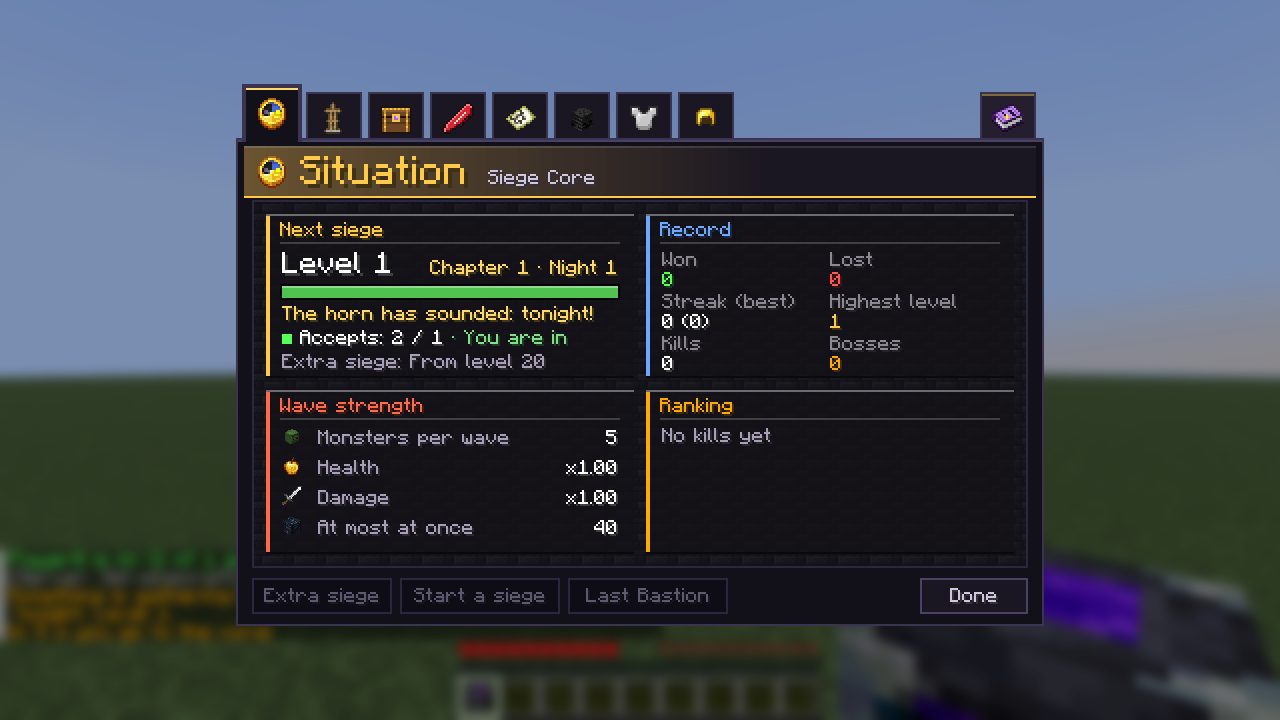 Situation Siege Core
Next siege
Level 1 Chapter 1 · Night 1
The horn has sounded: tonight!
Accepts: 2 / 1 · You are in
Extra siege: From level 20
Record
Won Lost
0 0
Streak (best) Highest level
0 (0) 1
Kills Bosses
0 0
Wave strength
Monsters per wave 5
Health x1.00
Damage x1.00
At most at once 40
Ranking
No kills yet
Extra siege Start a siege Last Bastion Done